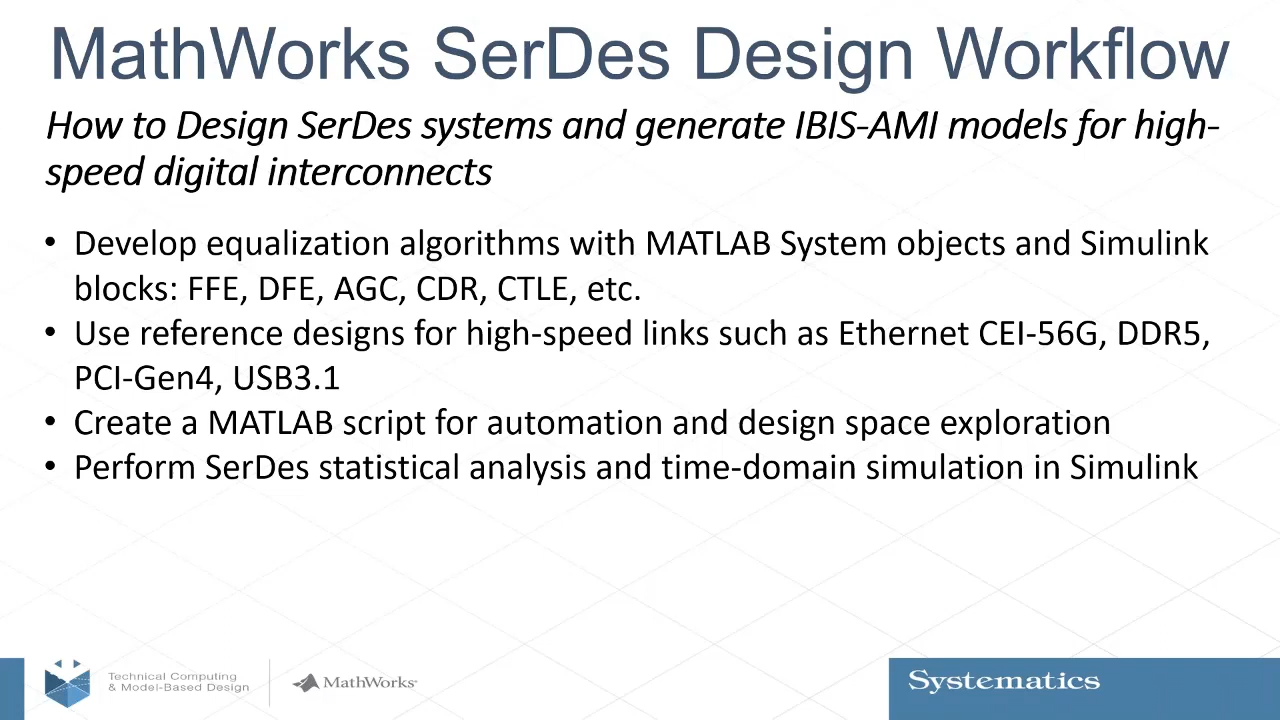 MathWorks SerDes Design Workflow
How to Design SerDes systems and generate IBIS-AMI models for high-
speed digital interconnects
• Develop equalization algorithms with MATLAB System objects and Simulink
blocks: FFE, DFE, AGC, CDR, CTLE, etc.
• Use reference designs for high-speed links such as Ethernet CEI-56G, DDR5,
PCI-Gen4, USB3.1
• Create a MATLAB script for automation and design space exploration
• Perform SerDes statistical analysis and time-domain simulation in Simulink
Technical Computing
& Model-Based Design
MathWorks
Systematics